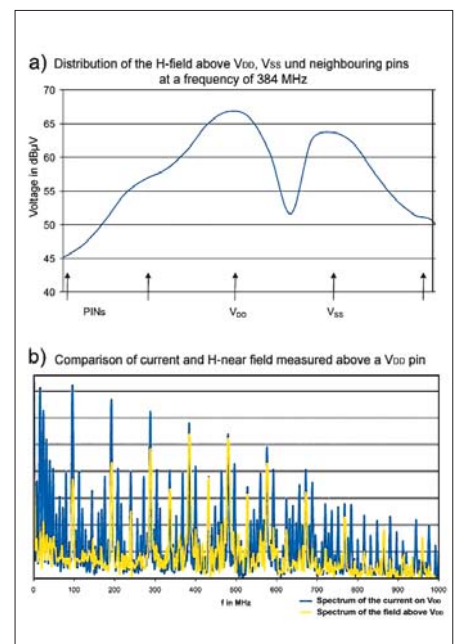 a) Distribution of the H-field above VDD, VSS und neighbouring pins
at a frequency of 384 MHz
Voltage in dBµV
70
65
60
55
50
45
40
PINs
VDD
VSS
b) Comparison of current and H-near field measured above a VDD pin
0 100 200 300 400 500 600 700 800 900 1000
f in MHz
Spectrum of the current on VDD
Spectrum of the field above VDD